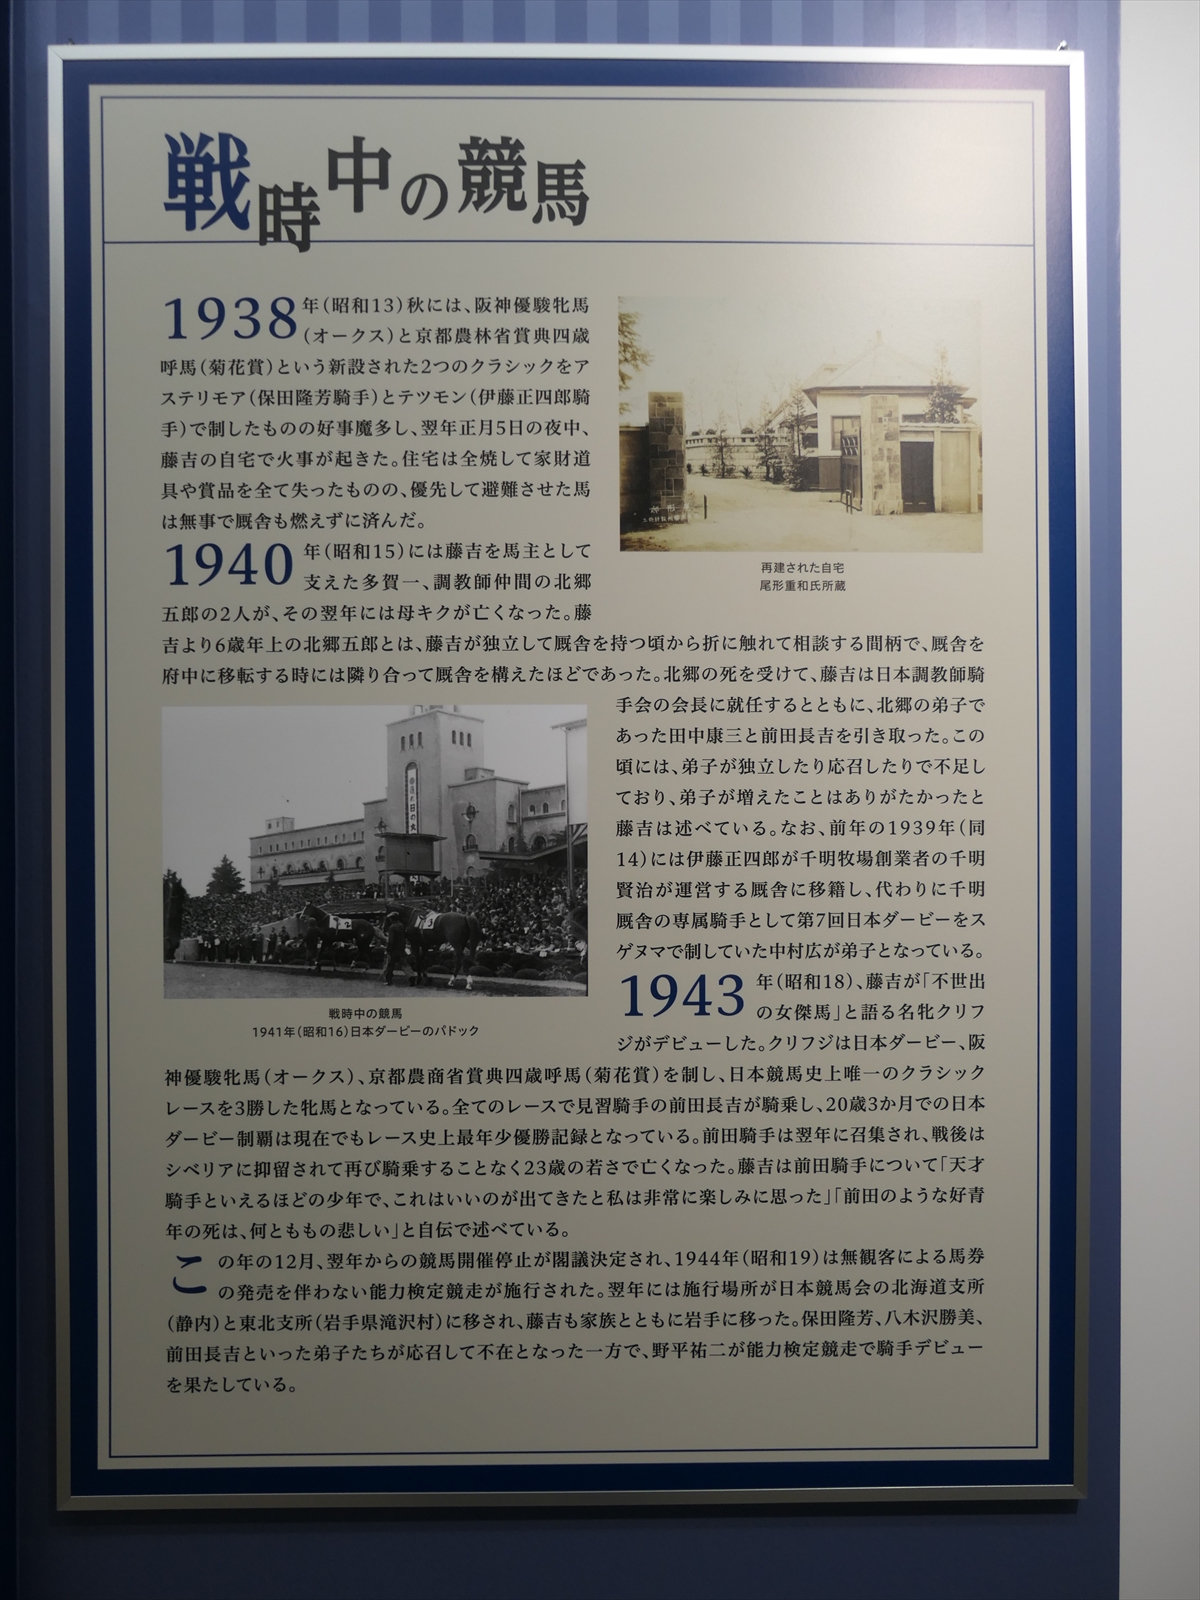 戦時中の競馬
1938年(昭和13)秋には、阪神優駿牝馬
(オークス)と京都農林省賞典四歳
呼馬(菊花賞)という新設された2つのクラシックをア
ステリモア(保田隆芳騎手)とテツモン(伊藤正四郎騎
手)で制したものの好事魔多し、翌年正月5日の夜中、
藤吉の自宅で火事が起きた。住宅は全焼して家財道
具や賞品を全て失ったものの、優先して避難させた馬
は無事で厩舎も燃えずに済んだ。
再建された自宅
尾形重和氏所蔵
1940年(昭和15)には藤吉を馬主として
支えた多賀一、調教師仲間の北郷
五郎の2人が、その翌年には母キクが亡くなった。藤
吉より6歳年上の北郷五郎とは、藤吉が独立して厩舎を持つ頃から折に触れて相談する間柄で、厩舎を
府中に移転する時には隣り合って厩舎を構えたほどであった。北郷の死を受けて、藤吉は日本調教師騎
手会の会長に就任するとともに、北郷の弟子で
あった田中康三と前田長吉を引き取った。この
頃には、弟子が独立したり応召したりで不足し
ており、弟子が増えたことはありがたかったと
藤吉は述べている。なお、前年の1939年(同
14)には伊藤正四郎が千明牧場創業者の千明
賢治が運営する厩舎に移籍し、代わりに千明
厩舎の専属騎手として第7回日本ダービーをス
ゲヌマで制していた中村広が弟子となっている。
戦時中の競馬
1941年(昭和16)日本ダービーのパドック
1943年(昭和18)、藤吉が「不世出
の女傑馬」と語る名牝クリフ
ジがデビューした。クリフジは日本ダービー、阪
神優駿牝馬(オークス)、京都農商省賞典四歳呼馬(菊花賞)を制し、日本競馬史上唯一のクラシック
レースを3勝した牝馬となっている。全てのレースで見習騎手の前田長吉が騎乗し、20歳3か月での日本
ダービー制覇は現在でもレース史上最年少優勝記録となっている。前田騎手は翌年に召集され、戦後は
シベリアに抑留されて再び騎乗することなく23歳の若さで亡くなった。藤吉は前田騎手について「天才
騎手といえるほどの少年で、これはいいのが出てきたと私は非常に楽しみに思った」「前田のような好青
年の死は、何とももの悲しい」と自伝で述べている。
この年の12月、翌年からの競馬開催停止が閣議決定され、1944年(昭和19)は無観客による馬券
の発売を伴わない能力検定競走が施行された。翌年には施行場所が日本競馬会の北海道支所
(静内)と東北支所(岩手県滝沢村)に移され、藤吉も家族とともに岩手に移った。保田隆芳、八木沢勝美、
前田長吉といった弟子たちが応召して不在となった一方で、野平祐二が能力検定競走で騎手デビュー
を果たしている。